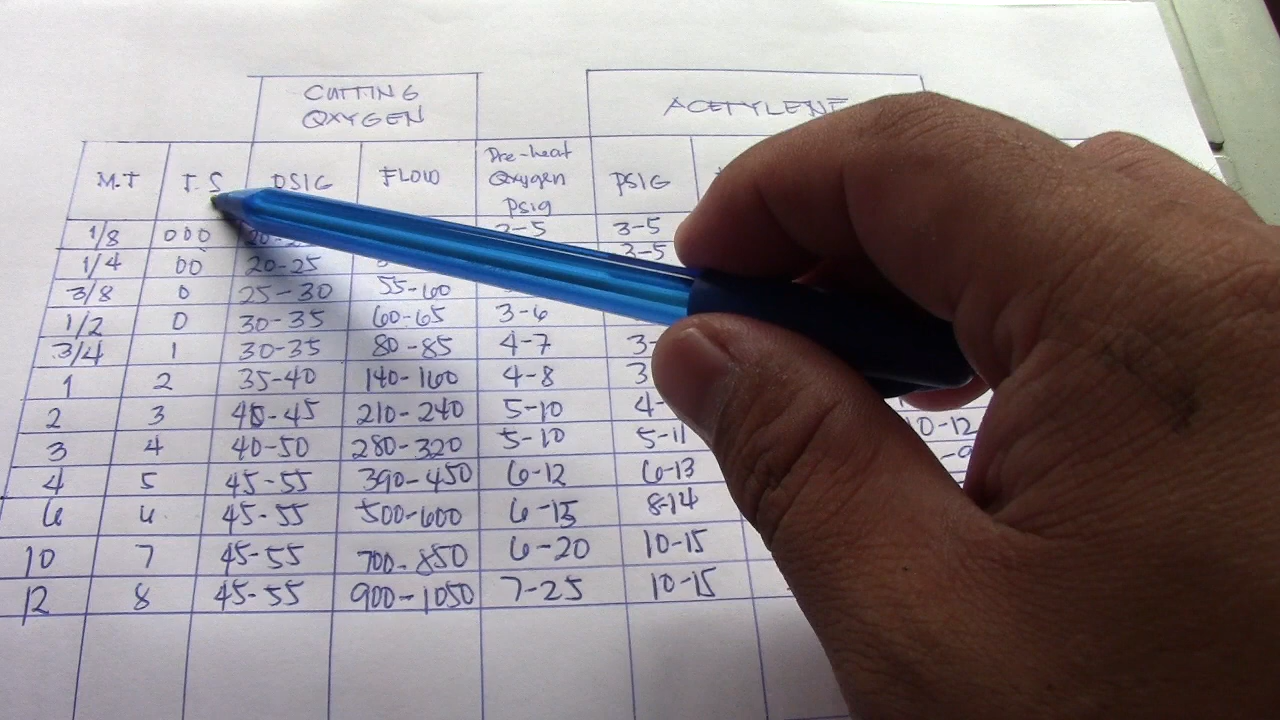 CUTTING
OXYGEN
ACETYLENE
M.T T.S PSIG FLOW Pre-heat Oxygen psig PSIG
1/8 000 3-5 3-5
1/4 00 20-25 3-5
3/8 0 25-30 55-60
1/2 0 30-35 60-65 3-6
3/4 1 30-35 80-85 4-7
1 2 35-40 140-160 4-8
2 3 40-45 210-240 5-10
3 4 40-50 280-320 5-10 5-11 10-12
4 5 45-55 390-450 6-12 6-13
6 45-55 500-600 6-15 8-14
10 7 45-55 700-850 6-20 10-15
12 8 45-55 900-1050 7-25 10-15